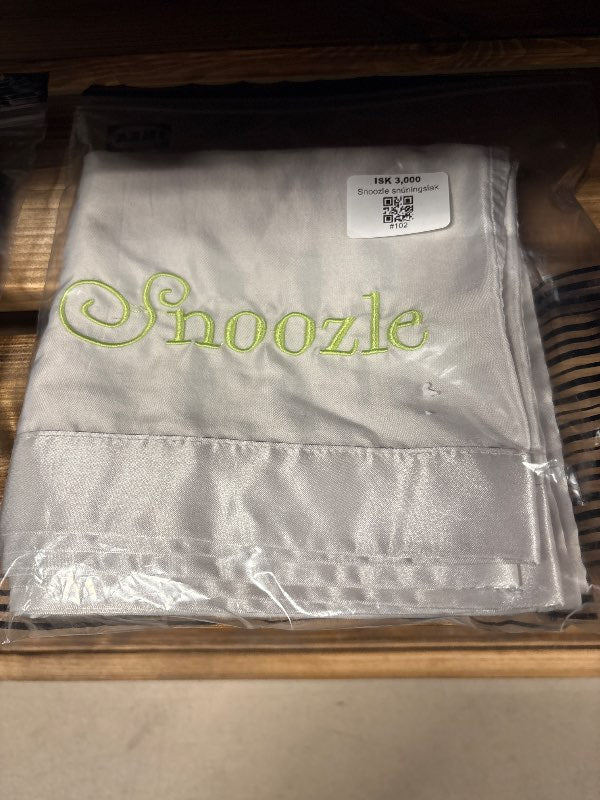 ISK 3,000
Snoozle snúningslak
#102
Snoozle